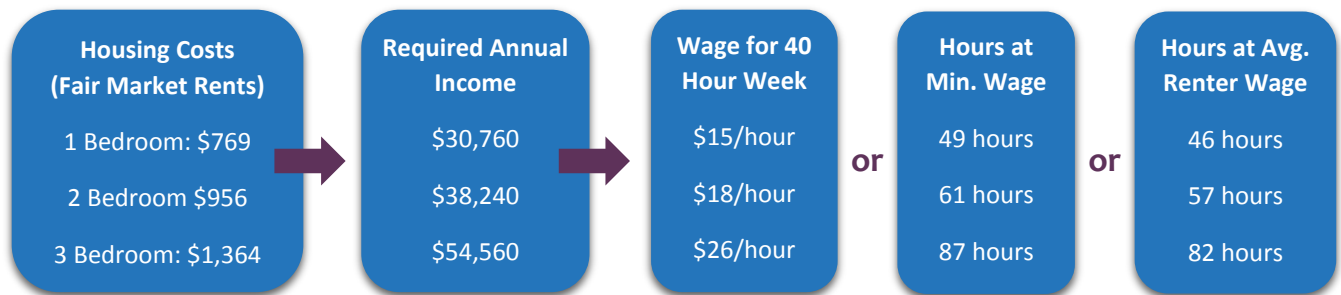 Housing Costs
(Fair Market Rents)
1 Bedroom: $769
2 Bedroom $956
3 Bedroom: $1,364
Required Annual
Income
$30,760
$38,240
$54,560
Wage for 40
Hour Week
$15/hour
$18/hour
$26/hour
or
Hours at
Min. Wage
49 hours
61 hours
87 hours
or
Hours at Avg.
Renter Wage
46 hours
57 hours
82 hours